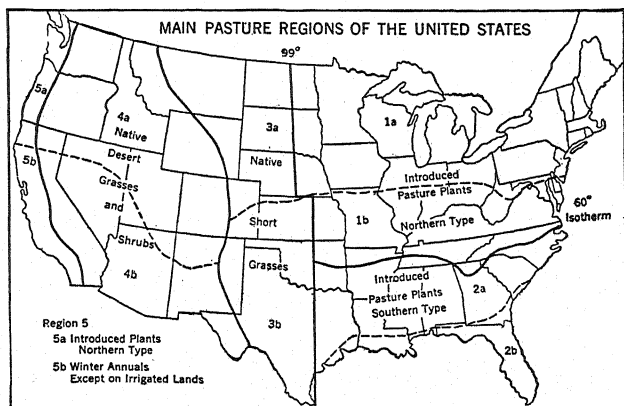 MAIN PASTURE REGIONS OF THE UNITED STATES
99°
5a
4a
Native
3a
1a
5b
Desert
Native
Introduced
Grasses
Pasture Plants
60°
Isotherm
and
Short
1b
Northern Type
Shrubs
Grasses
Introduced
4b
Pasture Plants
2a
Southern Type
3b
Region 5
5a Introduced Plants
Northern Type
2b
5b Winter Annuals
Except on Irrigated Lands